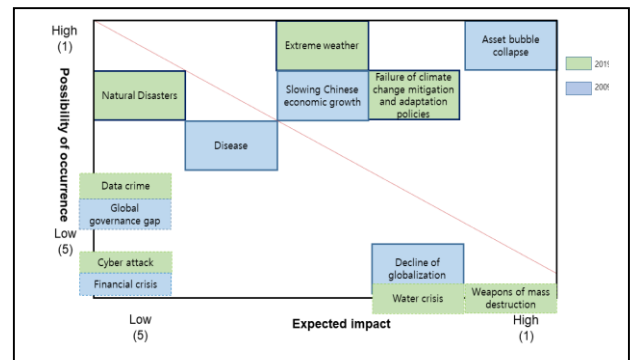 High
(1)
Possibility of occurrence
Low
(5)
Extreme weather
Asset bubble
collapse
2019
2009
Natural Disasters
Slowing Chinese
economic growth
Failure of climate
change mitigation
and adaptation
policies
Disease
Data crime
Global
governance gap
Cyber attack
Financial crisis
Decline of
globalization
Water crisis
Weapons of mass
destruction
Low
(5)
Expected impact
High
(1)